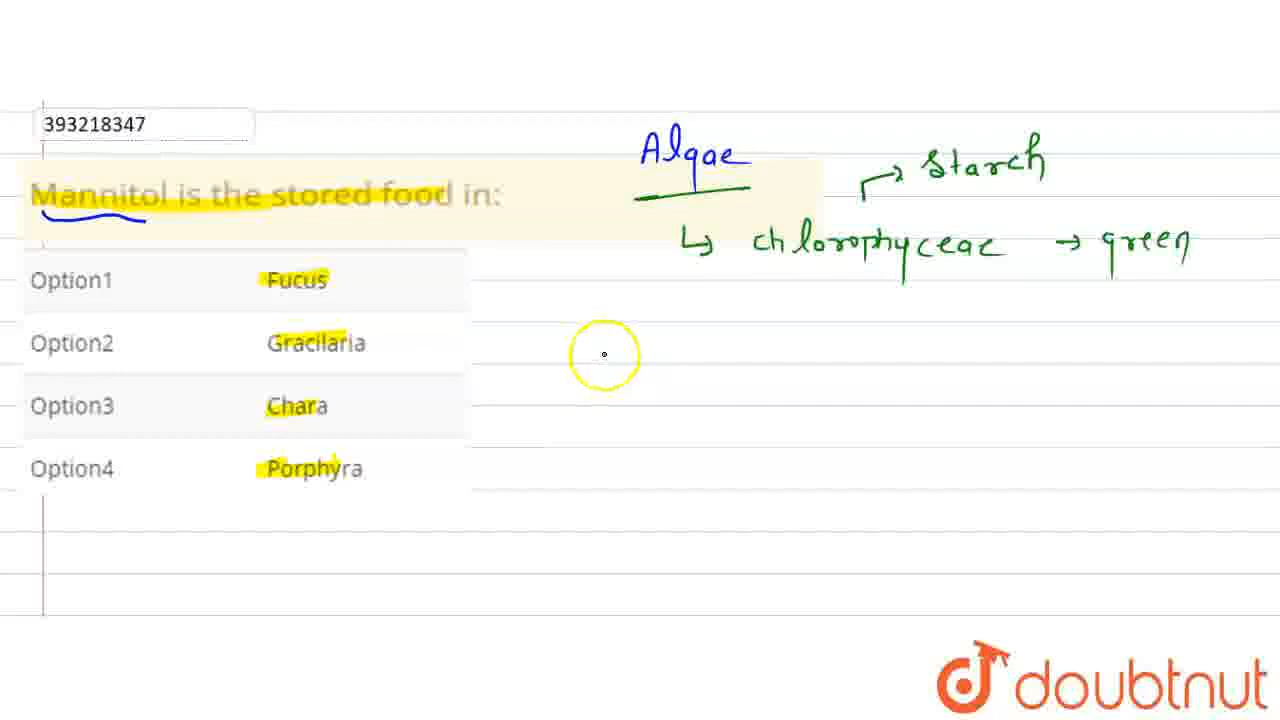 393218347
Mannitol is the stored food in:
Option1 Fucus
Option2 Gracilaria
Option3 Chara
Option4 Porphyra
Algae
Starch
↳ chlorophyceae → green
doubtnut